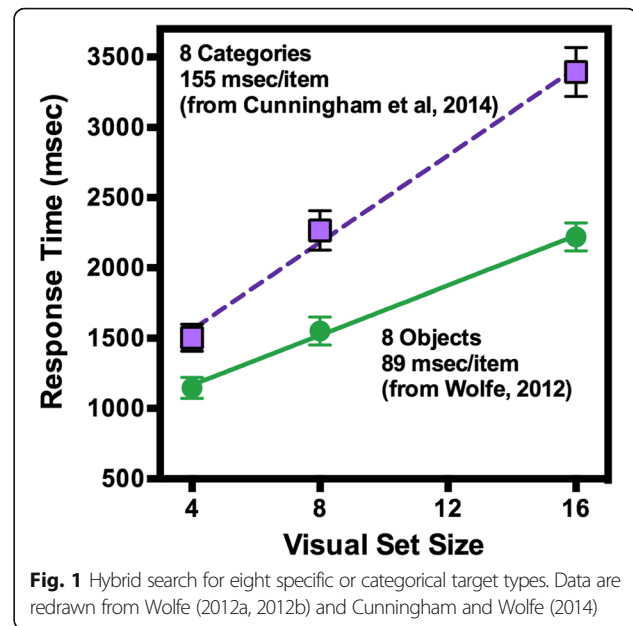 3500
3000
2500
2000
1500
1000
500
Response Time (msec)
8 Categories
155 msec/item
(from Cunningham et al, 2014)
8 Objects
89 msec/item
(from Wolfe, 2012)
4
8
12
16
Visual Set Size
Fig. 1 Hybrid search for eight specific or categorical target types. Data are
redrawn from Wolfe (2012a, 2012b) and Cunningham and Wolfe (2014)